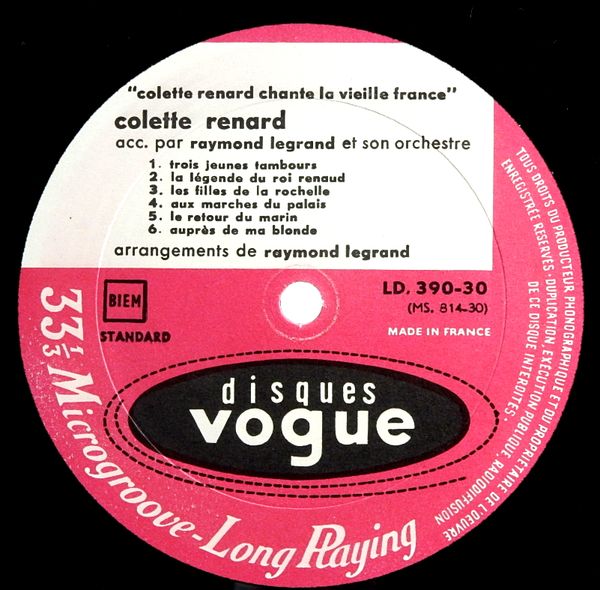 "colette renard chante la vieille france"
colette renard
acc. par raymond legrand et son orchestre
1. trois jeunes tambours
2. la légende du roi renaud
3. les filles de la rochelle
4. aux marches du palais
5. le retour du marin
6. auprès de ma blonde
arrangements de raymond legrand
BIEM
STANDARD
LD. 390-30
(MS. 814-30)
MADE IN FRANCE
disques
vogue
33 1/3 Microgroove - Long Playing
TOUS DROITS DU PRODUCTEUR PHONOGRAPHIQUE ET DU PROPRIÉTAIRE DE L'OEUVRE
ENREGISTRÉE RÉSERVÉS · DUPLICATION, EXÉCUTION PUBLIQUE, RADIODIFFUSION
DE CE DISQUE INTERDITES ·